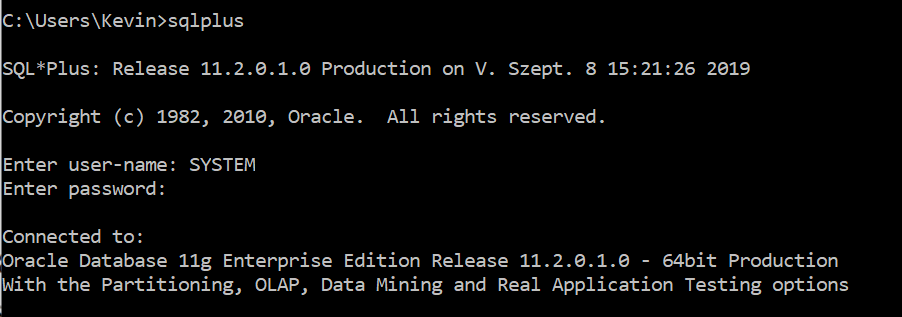 C:\Users\Kevin>sqlplus
SQL*Plus: Release 11.2.0.1.0 Production on V. Szept. 8 15:21:26 2019
Copyright (c) 1982, 2010, Oracle.  All rights reserved.
Enter user-name: SYSTEM
Enter password:
Connected to:
Oracle Database 11g Enterprise Edition Release 11.2.0.1.0 - 64bit Production
With the Partitioning, OLAP, Data Mining and Real Application Testing options